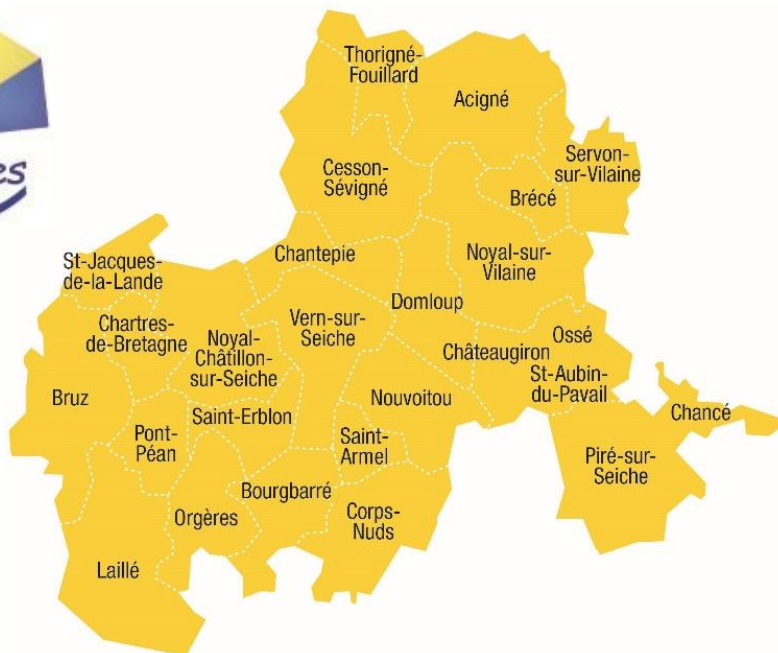 Thorigné-
Fouillard
Acigné
Servon-
sur-Vilaine
Cesson-
Sévigné
Brécé
es
Chantepie
Noyal-sur-
Vilaine
St-Jacques-
de-la-Lande
Domloup
Vern-sur-
Seiche
Chartres-
de-Bretagne
Noyal-
Châtillon-
sur-Seiche
Ossé
Châteaugiron
St-Aubin-
du-Pavail
Bruz
Nouvoitou
Chancé
Saint-Erblon
Pont-
Péan
Saint-
Armel
Piré-sur-
Seiche
Bourgbarré
Orgères
Corps-
Nuds
Laillé